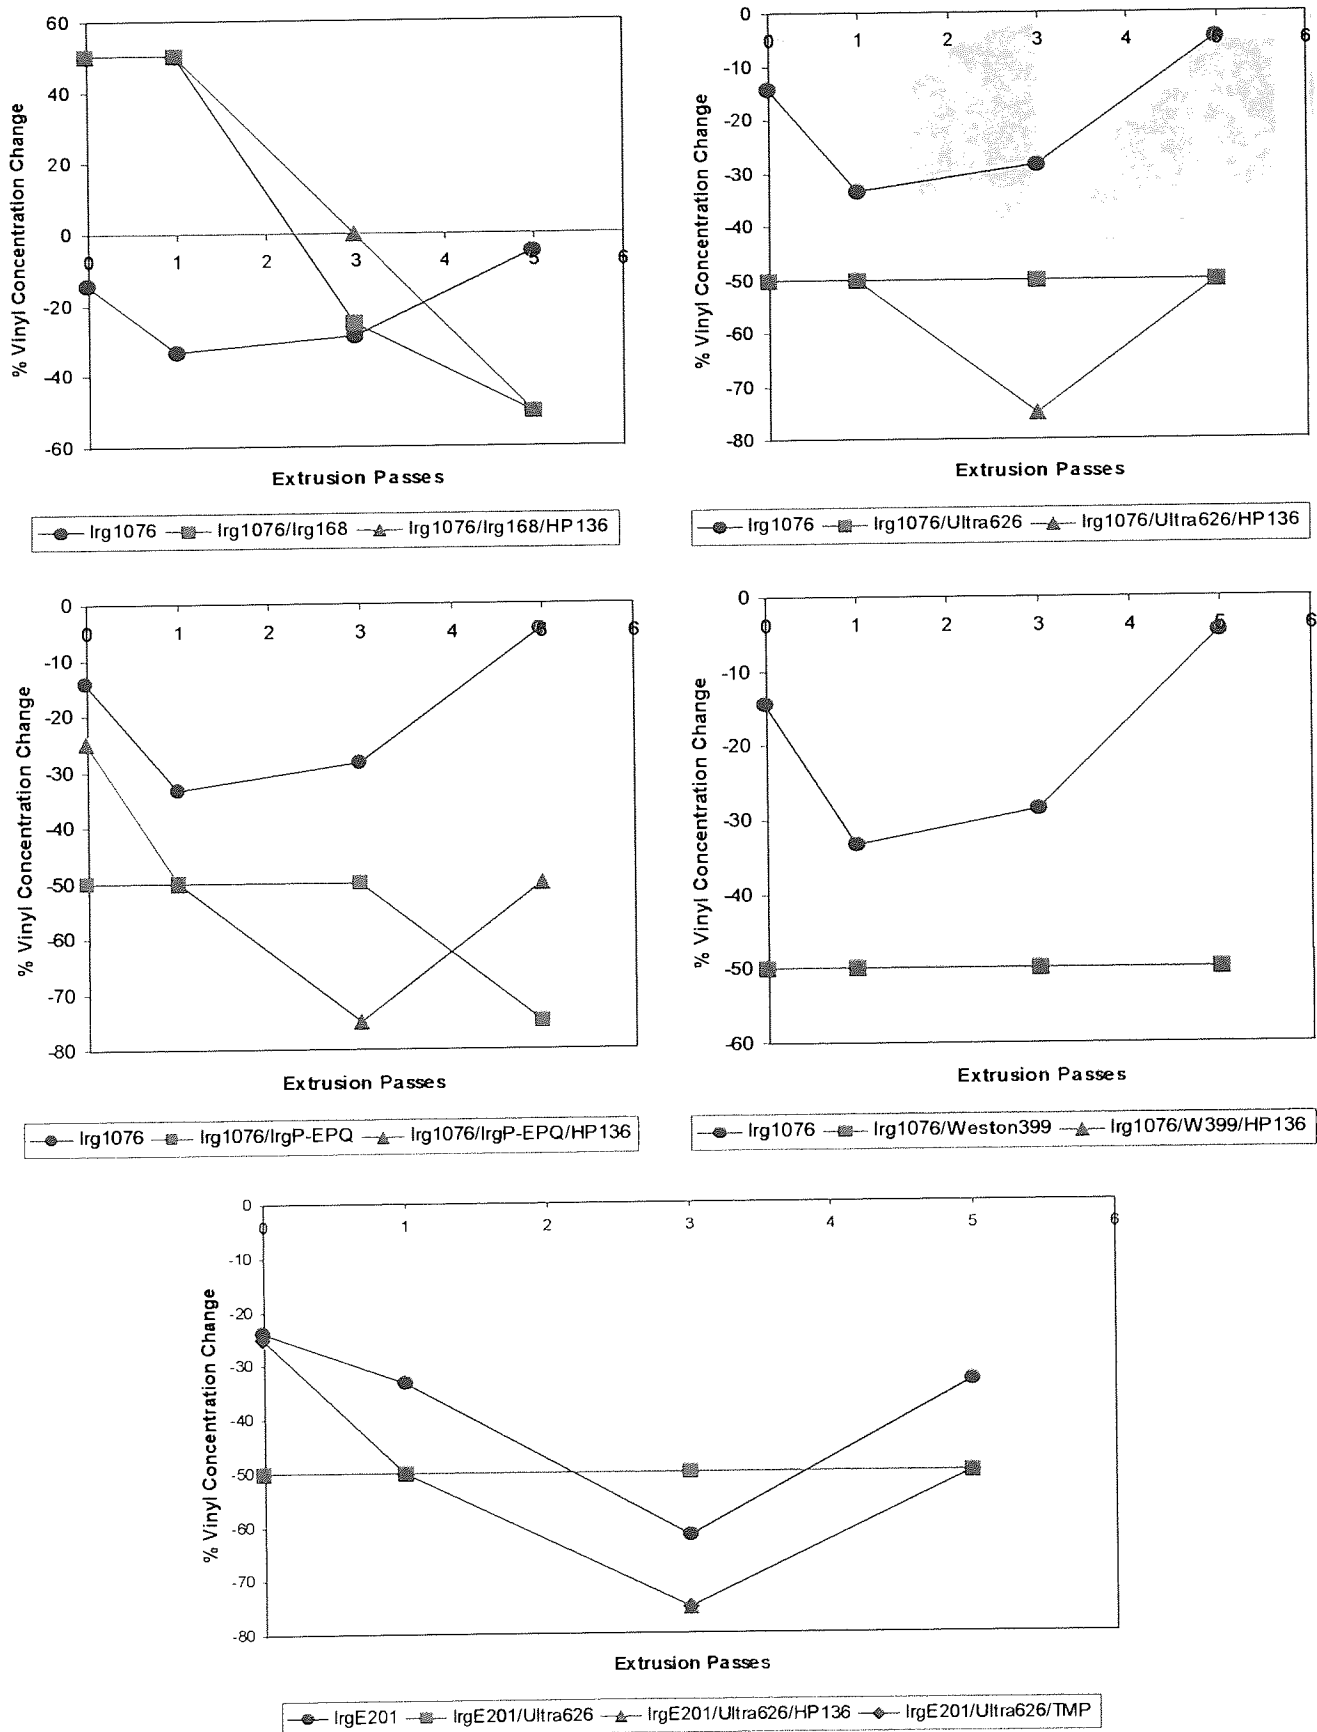 % Vinyl Concentration Change
60
40
20
0
-20
-40
-60
0 1 2 3 4 5 6
Extrusion Passes
Irg1076 Irg1076/Irg168 Irg1076/Irg168/HP136
% Vinyl Concentration Change
0
-10
-20
-30
-40
-50
-60
-70
-80
0 1 2 3 4 5 6
Extrusion Passes
Irg1076 Irg1076/Ultra626 Irg1076/Ultra626/HP136
% Vinyl Concentration Change
0
-10
-20
-30
-40
-50
-60
-70
-80
0 1 2 3 4 5 6
Extrusion Passes
Irg1076 Irg1076/IrgP-EPQ Irg1076/IrgP-EPQ/HP136
% Vinyl Concentration Change
0
-10
-20
-30
-40
-50
-60
0 1 2 3 4 5 6
Extrusion Passes
Irg1076 Irg1076/Weston399 Irg1076/W399/HP136
% Vinyl Concentration Change
0
-10
-20
-30
-40
-50
-60
-70
-80
0 1 2 3 4 5 6
Extrusion Passes
IrgE201 IrgE201/Ultra626 IrgE201/Ultra626/HP136 IrgE201/Ultra626/TMP